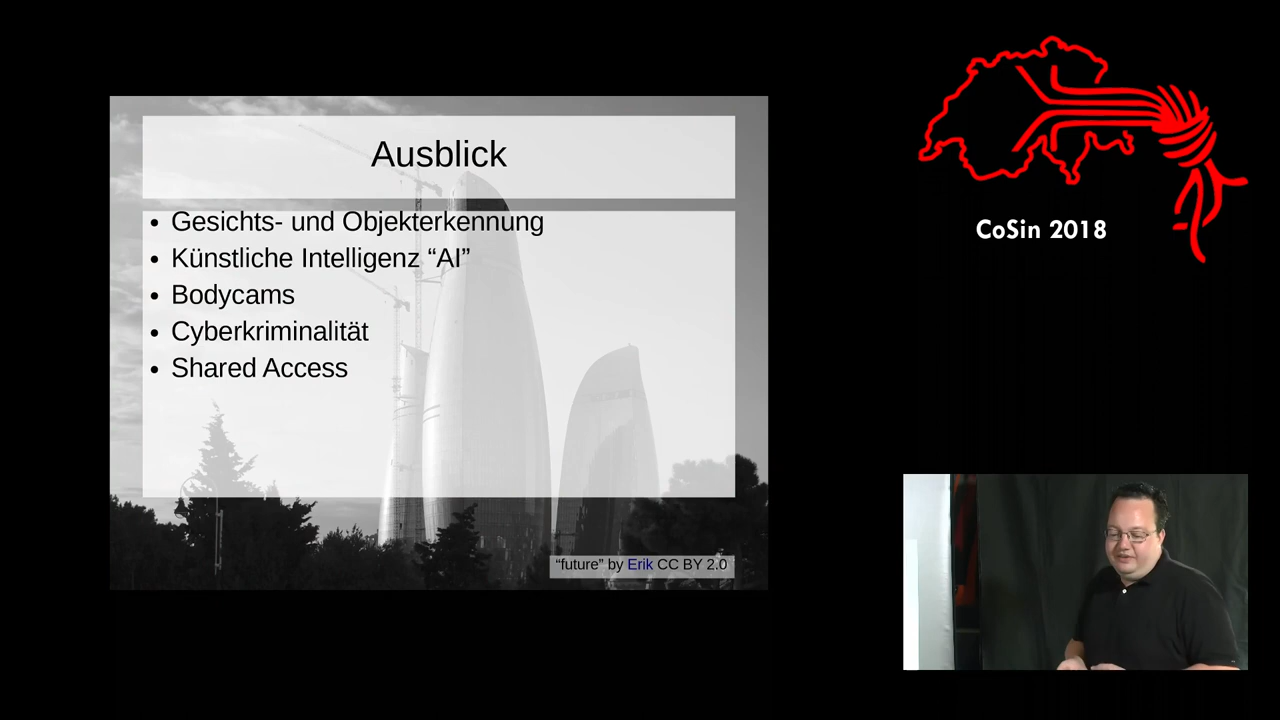 Ausblick
• Gesichts- und Objekterkennung
• Künstliche Intelligenz “AI”
• Bodycams
• Cyberkriminalität
• Shared Access
“future” by Erik CC BY 2.0
CoSin 2018